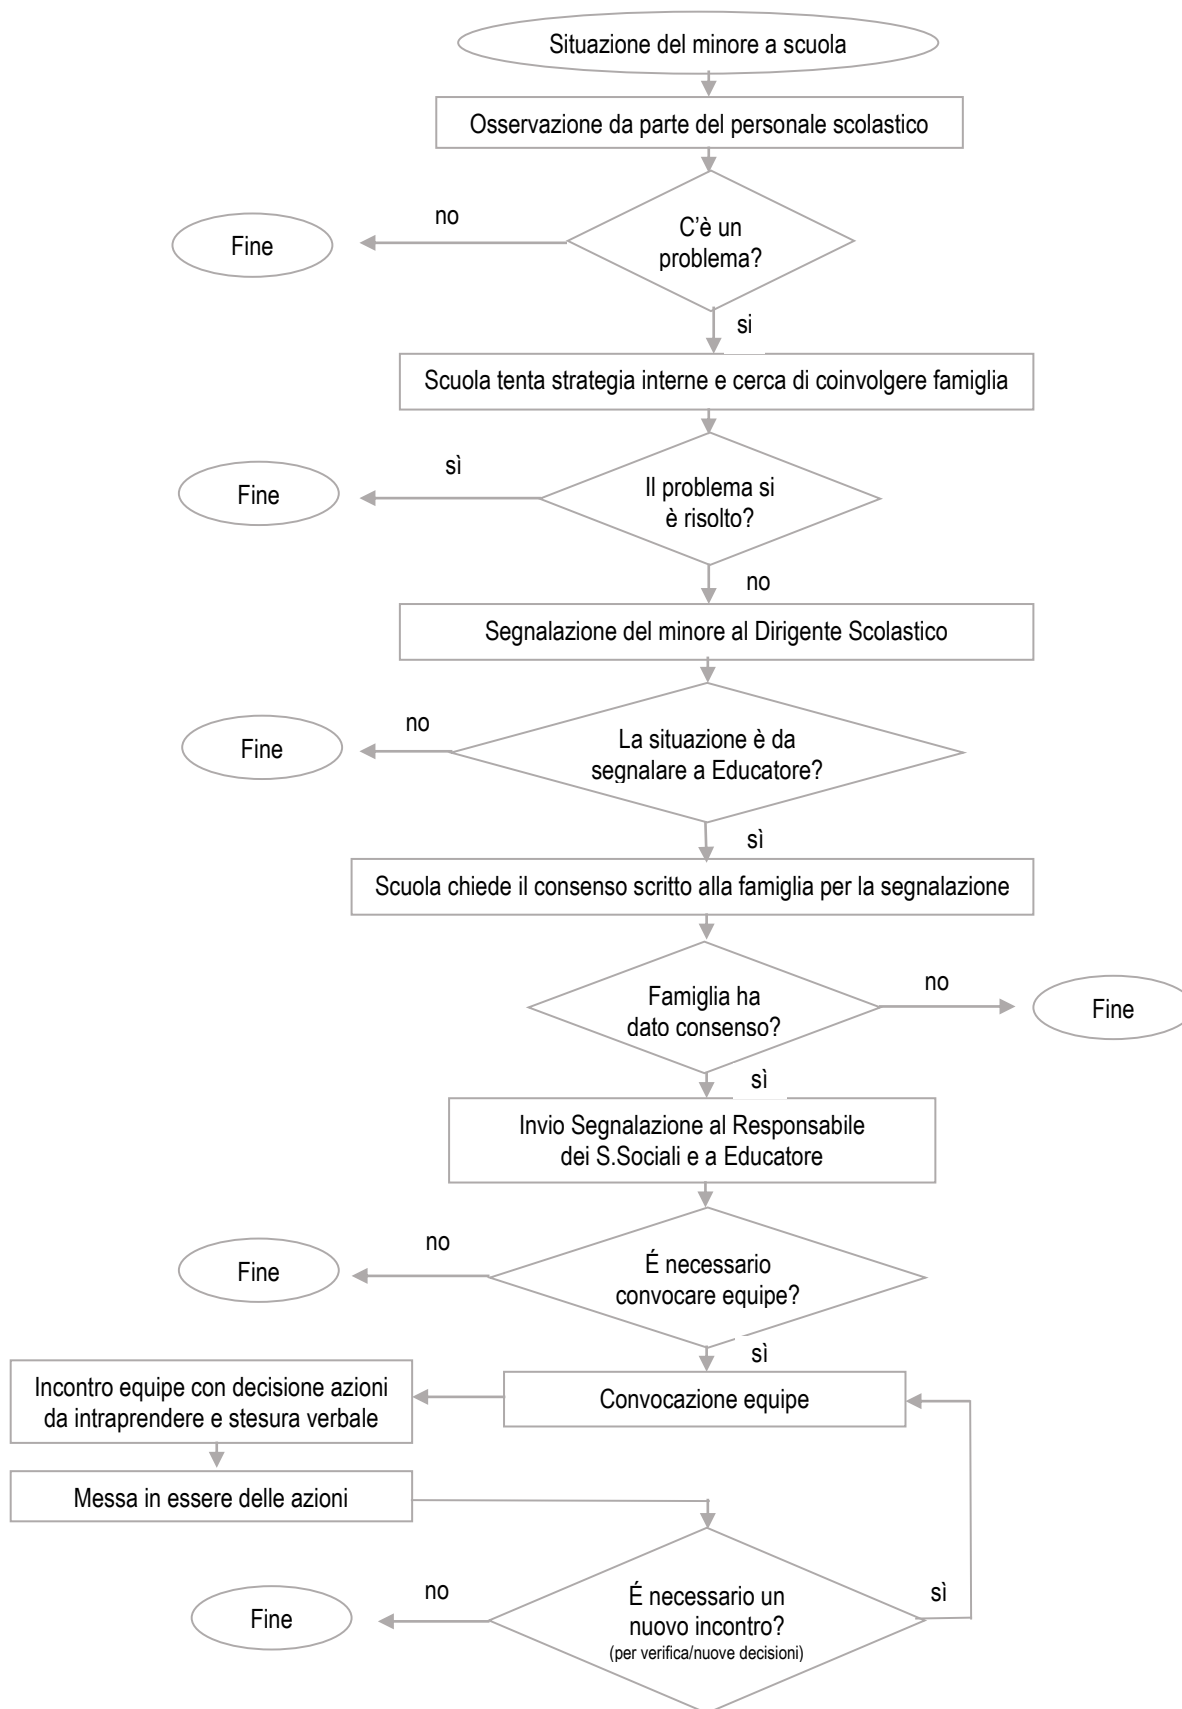 Situazione del minore a scuola
Osservazione da parte del personale scolastico
no
Fine
C'è un
problema?
si
Scuola tenta strategia interne e cerca di coinvolgere famiglia
sì
Fine
Il problema si
è risolto?
no
Segnalazione del minore al Dirigente Scolastico
no
Fine
La situazione è da
segnalare a Educatore?
sì
Scuola chiede il consenso scritto alla famiglia per la segnalazione
Famiglia ha
dato consenso?
no
Fine
sì
Invio Segnalazione al Responsabile
dei S.Sociali e a Educatore
no
Fine
É necessario
convocare equipe?
sì
Convocazione equipe
Incontro equipe con decisione azioni
da intraprendere e stesura verbale
Messa in essere delle azioni
no
Fine
É necessario un
nuovo incontro?
(per verifica/nuove decisioni)
sì